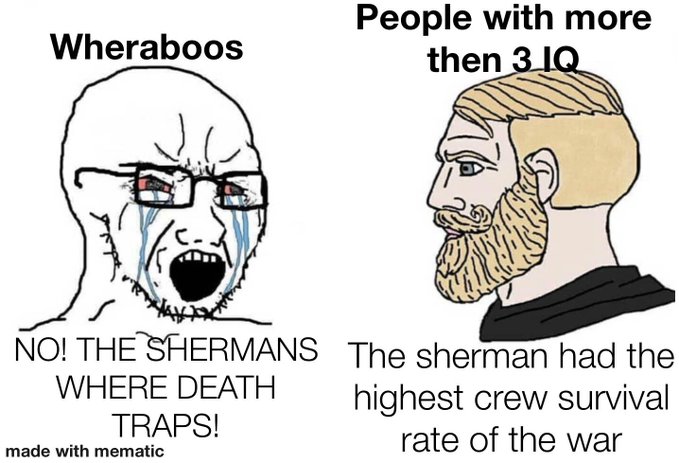 Wheraboos
NO! THE SHERMANS
WHERE DEATH
TRAPS!
People with more
then 3 IQ
The sherman had the
highest crew survival
rate of the war
made with mematic